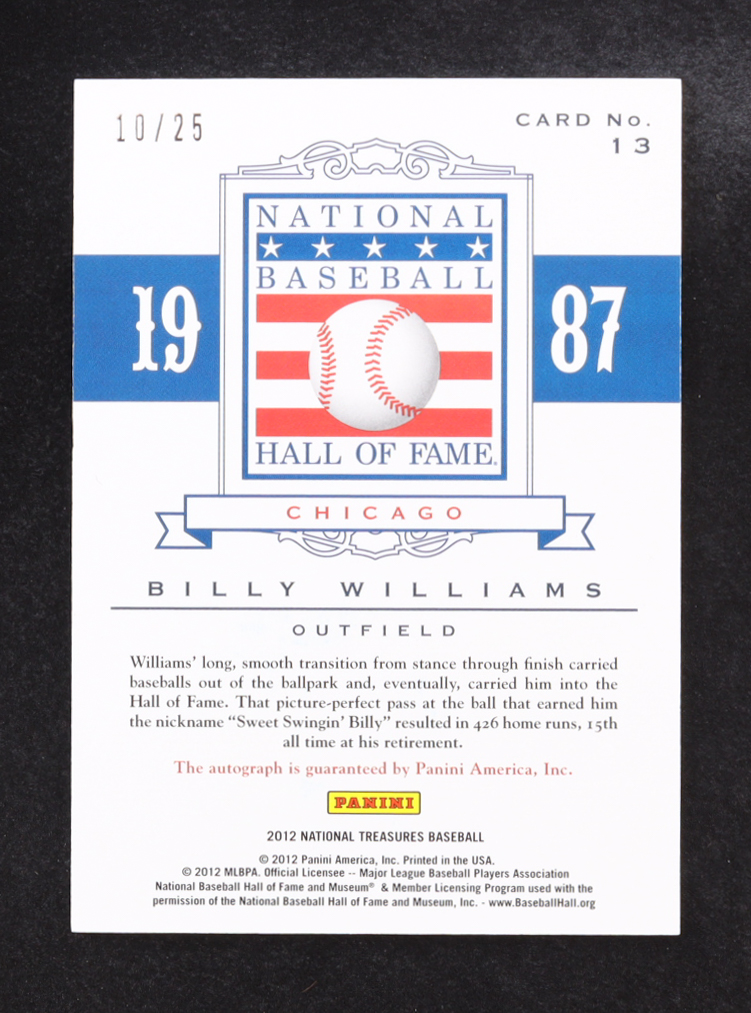 10/25
CARD No.
13
NATIONAL
BASEBALL
19
87
HALL OF FAME
CHICAGO
BILLY WILLIAMS
OUTFIELD
Williams' long, smooth transition from stance through finish carried
baseballs out of the ballpark and, eventually, carried him into the
Hall of Fame. That picture-perfect pass at the ball that earned him
the nickname “Sweet Swingin' Billy” resulted in 426 home runs, 15th
all time at his retirement.
The autograph is guaranteed by Panini America, Inc.
PANINI
2012 NATIONAL TREASURES BASEBALL
© 2012 Panini America, Inc. Printed in the USA.
© 2012 MLBPA. Official Licensee -- Major League Baseball Players Association
National Baseball Hall of Fame and Museum® & Member Licensing Program used with the
permission of the National Baseball Hall of Fame and Museum, Inc. - www.BaseballHall.org